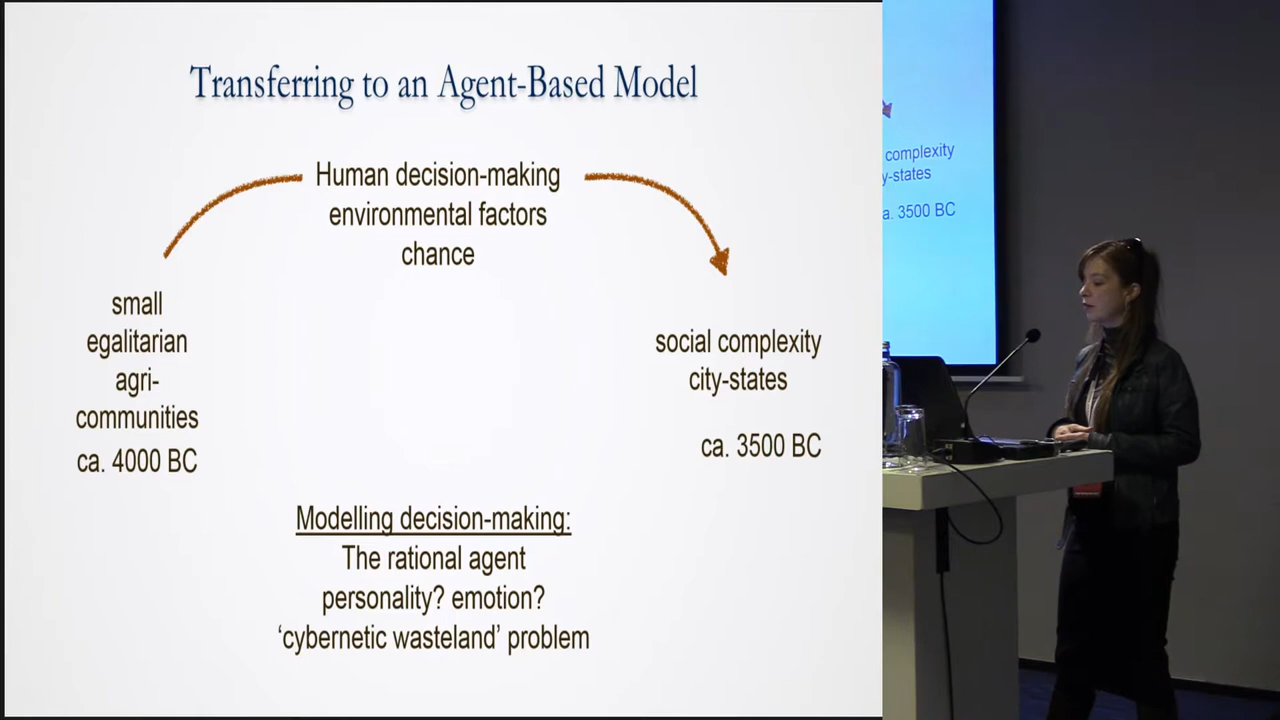 Transferring to an Agent-Based Model
Human decision-making
environmental factors
chance
small
egalitarian
agri-
communities
ca. 4000 BC
social complexity
city-states
ca. 3500 BC
Modelling decision-making:
The rational agent
personality? emotion?
‘cybernetic wasteland’ problem
complexity
y-states
a. 3500 BC